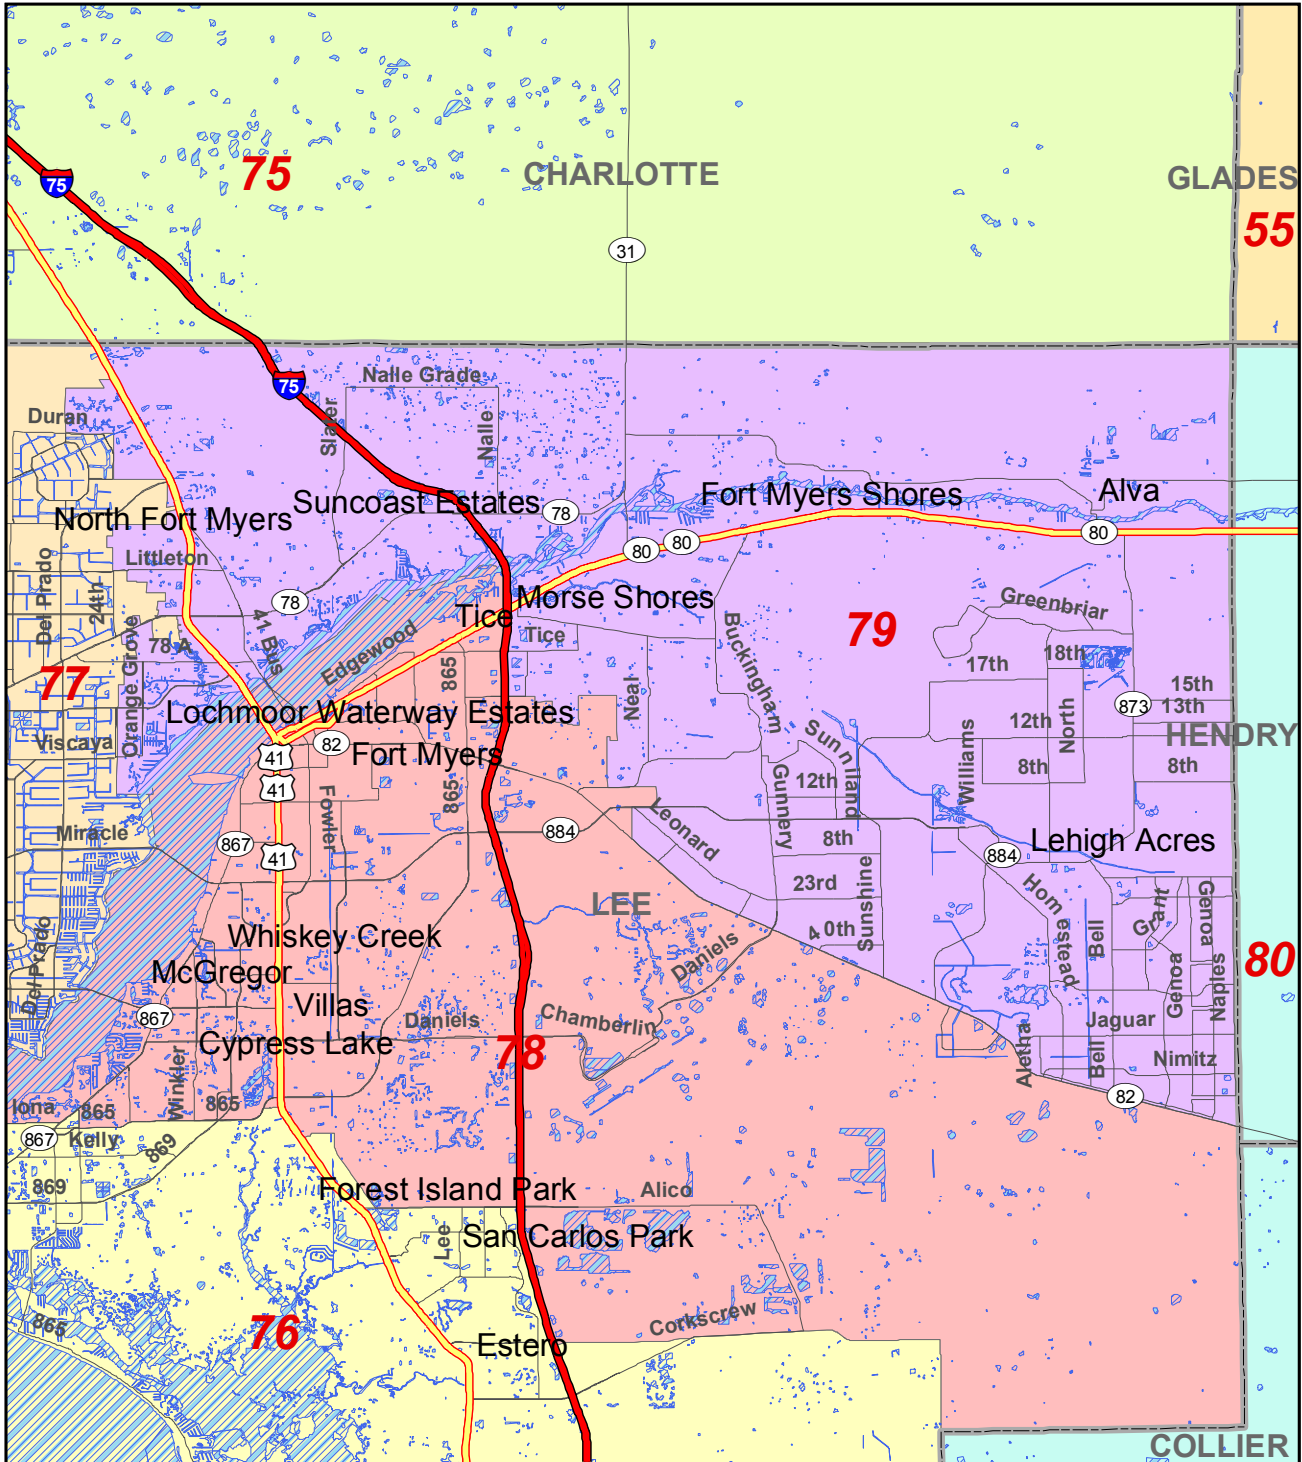 75
CHARLOTTE
GLADES
75
55
31
75
Nalle Grade
Duran
Slater
Nalle
Suncoast Estates
Fort Myers Shores
Alva
78
North Fort Myers
80
80
80
Littleton
Del Prado
24th
78
Morse Shores
Tice
Greenbriar
41 Bus
Edgewood
Tice
79
Orange Grove
78 A
Buckingham
18th
17th
865
77
15th
Neal
873
13th
Lochmoor Waterway Estates
12th
North
Viscaya
82
Sunniland
HENDRY
41
Fort Myers
Williams
8th
8th
12th
Gunnery
41
865
Fowler
Leonard
Miracle
867
884
8th
Lehigh Acres
41
884
23rd
LEE
Homestead
Grant
Genoa
Sunshine
Whiskey Creek
40th
Bell
Del Prado
Daniels
80
McGregor
Genoa
Naples
Villas
867
Daniels
Chamberlin
Jaguar
Cypress Lake
78
Aletha
Bell
Nimitz
Winkler
Iona
865
865
82
867
Kelly
869
869
Forest Island Park
Alico
Lee
San Carlos Park
865
76
Corkscrew
Estero
COLLIER